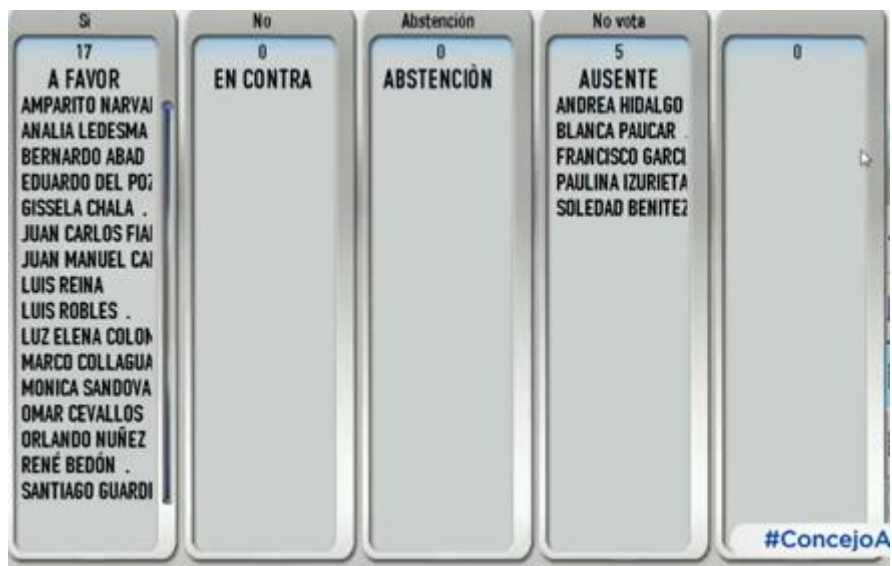 Si
17
A FAVOR
AMPARITO NARVAI
ANALIA LEDESMA
BERNARDO ABAD
EDUARDO DEL POZ
GISSELA CHALA .
JUAN CARLOS FIAI
JUAN MANUEL CAI
LUIS REINA
LUIS ROBLES .
LUZ ELENA COLOM
MARCO COLLAGUA
MONICA SANDOVA
OMAR CEVALLOS
ORLANDO NUÑEZ
RENÉ BEDÓN .
SANTIAGO GUARDI
No
0
EN CONTRA
Abstención
0
ABSTENCIÒN
No vota
5
AUSENTE
ANDREA HIDALGO
BLANCA PAUCAR .
FRANCISCO GARCI
PAULINA IZURIETA
SOLEDAD BENITEZ
0
#ConcejoA